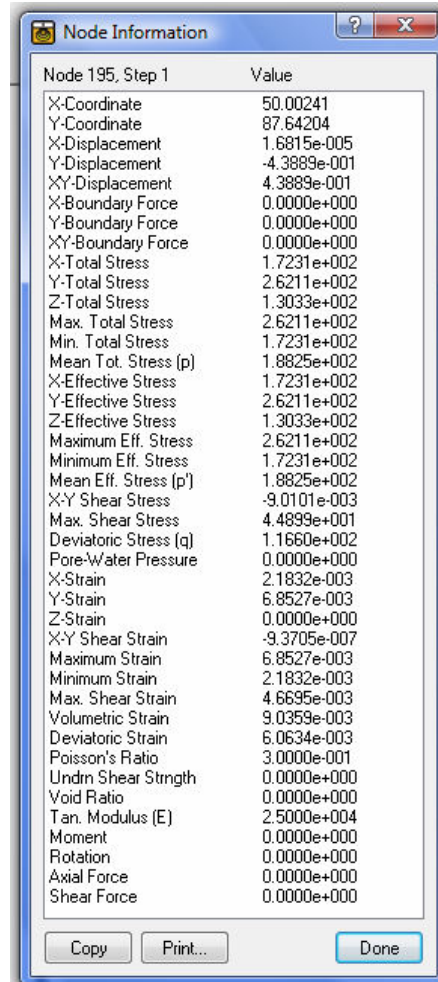 Node Information
Node 195, Step 1 Value
X-Coordinate 50.00241
Y-Coordinate 87.64204
X-Displacement 1.6815e-005
Y-Displacement -4.3889e-001
XY-Displacement 4.3889e-001
X-Boundary Force 0.0000e+000
Y-Boundary Force 0.0000e+000
XY-Boundary Force 0.0000e+000
X-Total Stress 1.7231e+002
Y-Total Stress 2.6211e+002
Z-Total Stress 1.3033e+002
Max. Total Stress 2.6211e+002
Min. Total Stress 1.7231e+002
Mean Tot. Stress (p) 1.8825e+002
X-Effective Stress 1.7231e+002
Y-Effective Stress 2.6211e+002
Z-Effective Stress 1.3033e+002
Maximum Eff. Stress 2.6211e+002
Minimum Eff. Stress 1.7231e+002
Mean Eff. Stress (p') 1.8825e+002
X-Y Shear Stress -9.0101e-003
Max. Shear Stress 4.4899e+001
Deviatoric Stress (q) 1.1660e+002
Pore-Water Pressure 0.0000e+000
X-Strain 2.1832e-003
Y-Strain 6.8527e-003
Z-Strain 0.0000e+000
X-Y Shear Strain -9.3705e-007
Maximum Strain 6.8527e-003
Minimum Strain 2.1832e-003
Max. Shear Strain 4.6695e-003
Volumetric Strain 9.0359e-003
Deviatoric Strain 6.0634e-003
Poisson's Ratio 3.0000e-001
Undrn Shear Strngth 0.0000e+000
Void Ratio 0.0000e+000
Tan. Modulus (E) 2.5000e+004
Moment 0.0000e+000
Rotation 0.0000e+000
Axial Force 0.0000e+000
Shear Force 0.0000e+000
Copy Print... Done